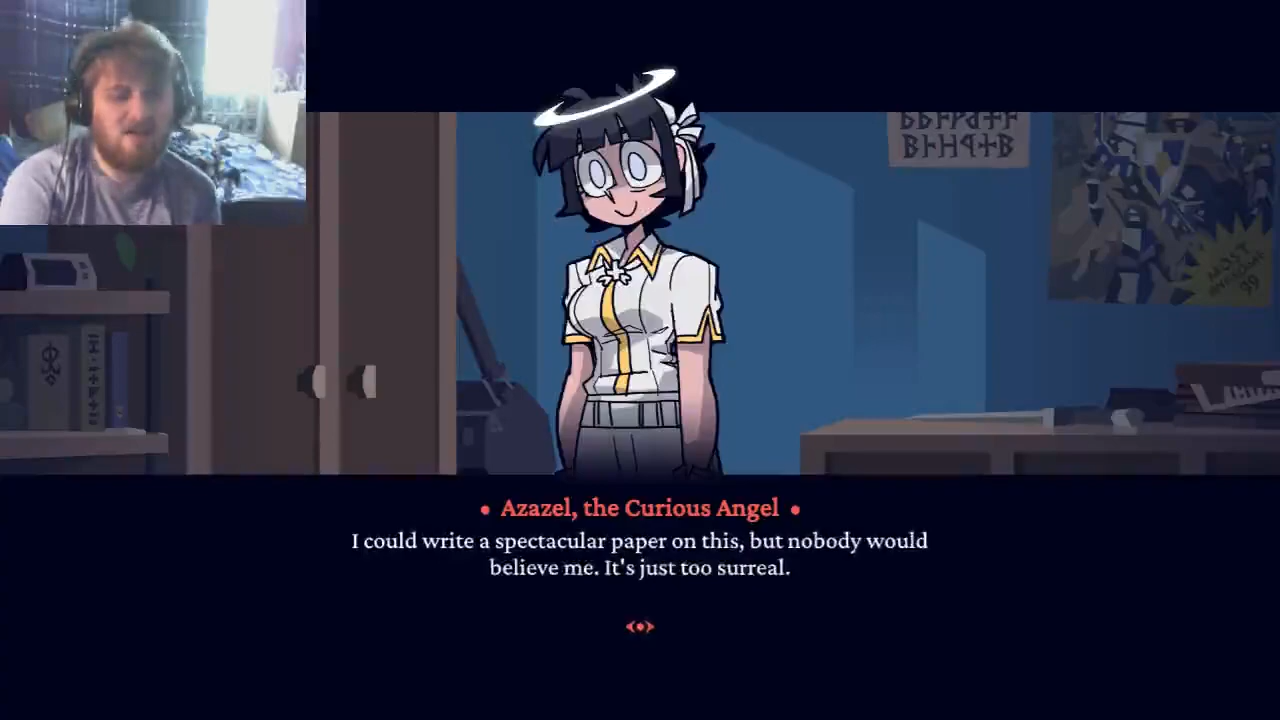 • Azazel, the Curious Angel •
I could write a spectacular paper on this, but nobody would
believe me. It's just too surreal.